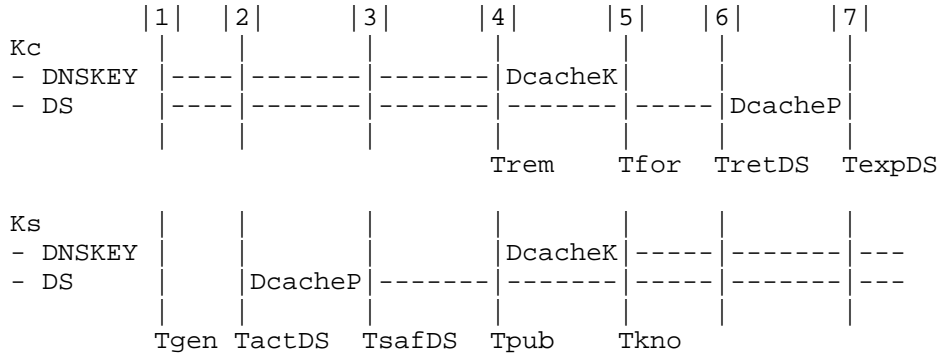 |1| |2| |3| |4| |5| |6| |7|
Kc | | | | | | |
- DNSKEY |----|-------|-------|DcacheK| | |
- DS |----|-------|-------|-------|-----|DcacheP|
| | | | | | |
Trem Tfor TretDS TexpDS
Ks | | | | | | |
- DNSKEY | | | |DcacheK|-----|-------|---
- DS | |DcacheP|-------|-------|-----|-------|---
| | | | | | |
Tgen TactDS TsafDS Tpub Tkno